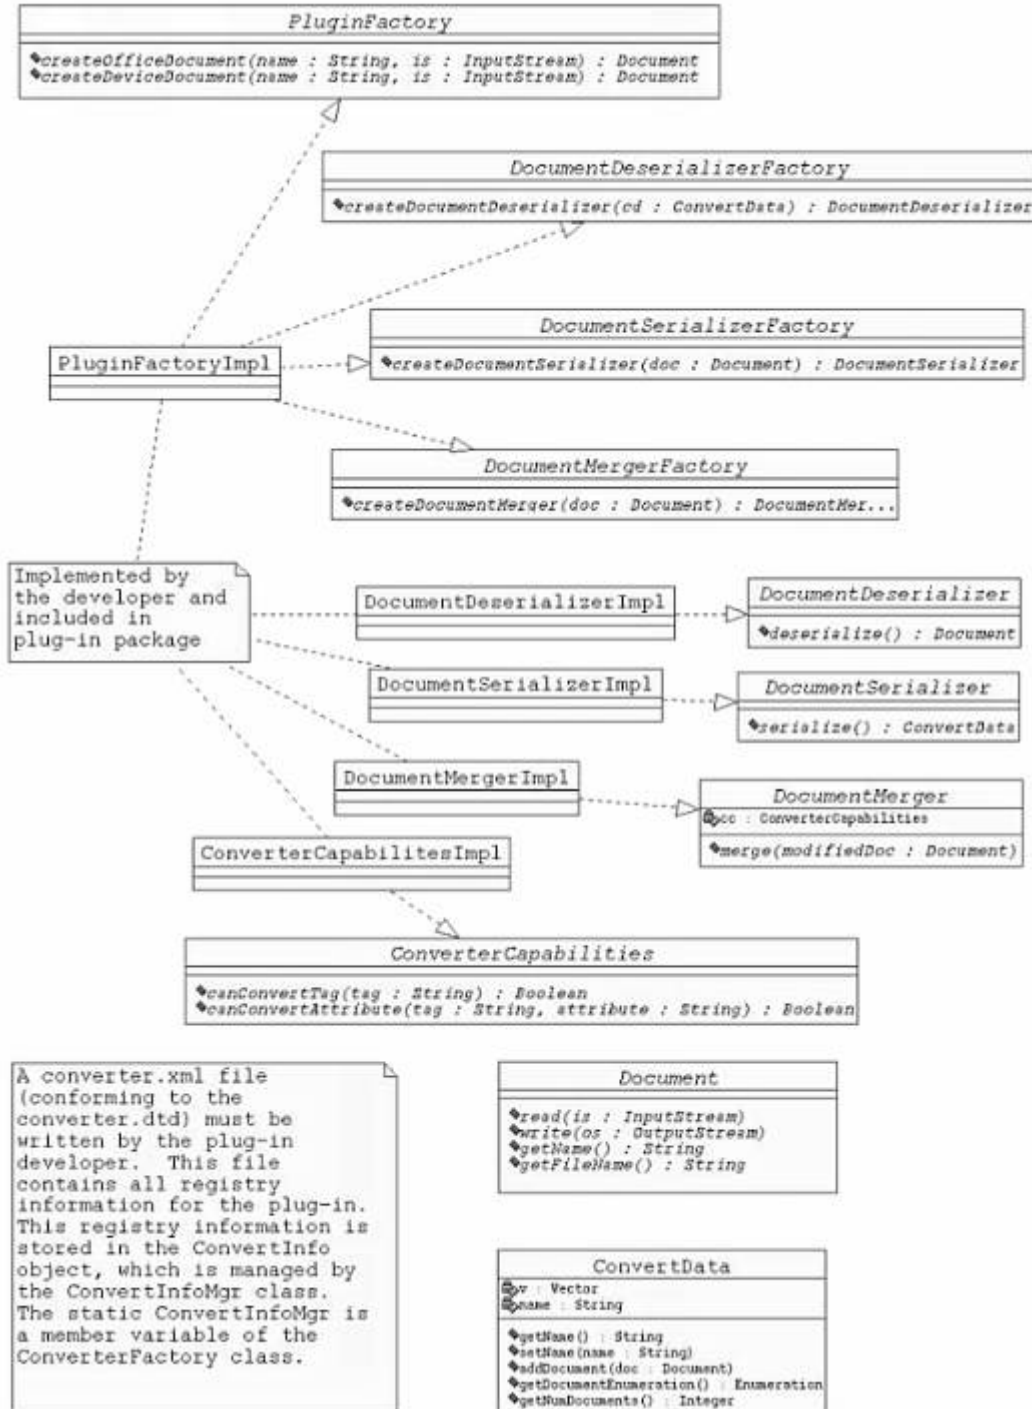 PluginFactory
createOfficeDocument(name : String, is : InputStream) : Document
createDeviceDocument(name : String, is : InputStream) : Document
DocumentDeserializerFactory
createDocumentDeserializer(cd : ConvertData) : DocumentDeserializer
DocumentSerializerFactory
createDocumentSerializer(doc : Document) : DocumentSerializer
PluginFactoryImpl
DocumentMergerFactory
createDocumentMerger(doc : Document) : DocumentMer...
Implemented by
the developer and
included in
plug-in package
DocumentDeserializerImpl
DocumentDeserializer
deserialize() : Document
DocumentSerializerImpl
DocumentSerializer
serialize() : ConvertData
DocumentMergerImpl
DocumentMerger
cc : ConverterCapabilities
merge(modifiedDoc : Document)
ConverterCapabilitesImpl
ConverterCapabilities
canConvertTag(tag : String) : Boolean
canConvertAttribute(tag : String, attribute : String) : Boolean
A converter.xml file
(conforming to the
converter.dtd) must be
written by the plug-in
developer. This file
contains all registry
information for the plug-in.
This registry information is
stored in the ConvertInfo
object, which is managed by
the ConvertInfoMgr class.
The static ConvertInfoMgr is
a member variable of the
ConverterFactory class.
Document
read(is : InputStream)
write(os : OutputStream)
getName() : String
getFileName() : String
ConvertData
v : Vector
name : String
getName() : String
setName(name : String)
addDocument(doc : Document)
getDocumentEnumeration() : Enumeration
getNumDocuments() : Integer